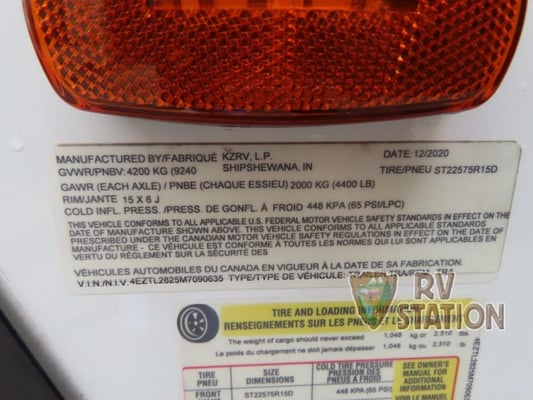 MANUFACTURED BY/FABRIQUÉ KZRV, L.P. DATE: 12/2020
GVWR/PNBV: 4200 KG (9240 SHIPSHEWANA, IN TIRE/PNEU ST22575R15D
GAWR (EACH AXLE) / PNBE (CHAQUE ESSIEU) 2000 KG (4400 LB)
RIM/JANTE 15 X 6 J
COLD INFL. PRESS. /PRESS. DE GONFL. À FROID 448 KPA (65 PSI/LPC)
THIS VEHICLE CONFORMS TO ALL APPLICABLE U.S. FEDERAL MOTOR VEHICLE SAFETY STANDARDS IN EFFECT ON
THE DATE OF MANUFACTURE SHOWN ABOVE. THIS VEHICLE CONFORMS TO ALL APPLICABLE STANDARDS
PRESCRIBED UNDER THE CANADIAN MOTOR VEHICLE SAFETY REGULATIONS IN EFFECT ON THE DATE OF
MANUFACTURE. CE VÉHICULE EST CONFORME À TOUTES LES NORMES QUI LUI SONT APPLICABLES EN
VERTU DU RÈGLEMENT SUR LA SÉCURITÉ DES
VÉHICULES AUTOMOBILES DU CANADA EN VIGUEUR À LA DATE DE SA FABRICATION.
V.I.N./N.I.V: 4EZTL2825M7090635 TYPE/TYPE DE VÉHICULE: TRAILER/TRA/REM, TRA
RV
STATION
TIRE AND LOADING INFORMATION
RENSEIGNEMENTS SUR LES PNEUS ET LE CHARGEMENT
The weight of cargo should never exceed 1,048 kg or 2,310 lb
Le poids du chargement ne doit jamais dépasser 1,048 kg ou 2,310 lb
TIRE SIZE COLD TIRE PRESSURE SEE OWNER'S
PNEU DIMENSIONS PRESSION DES MANUAL FOR
PNEUS À FROID ADDITIONAL
FRONT ST22575R15D 448 KPA (65 PSI INFORMATION